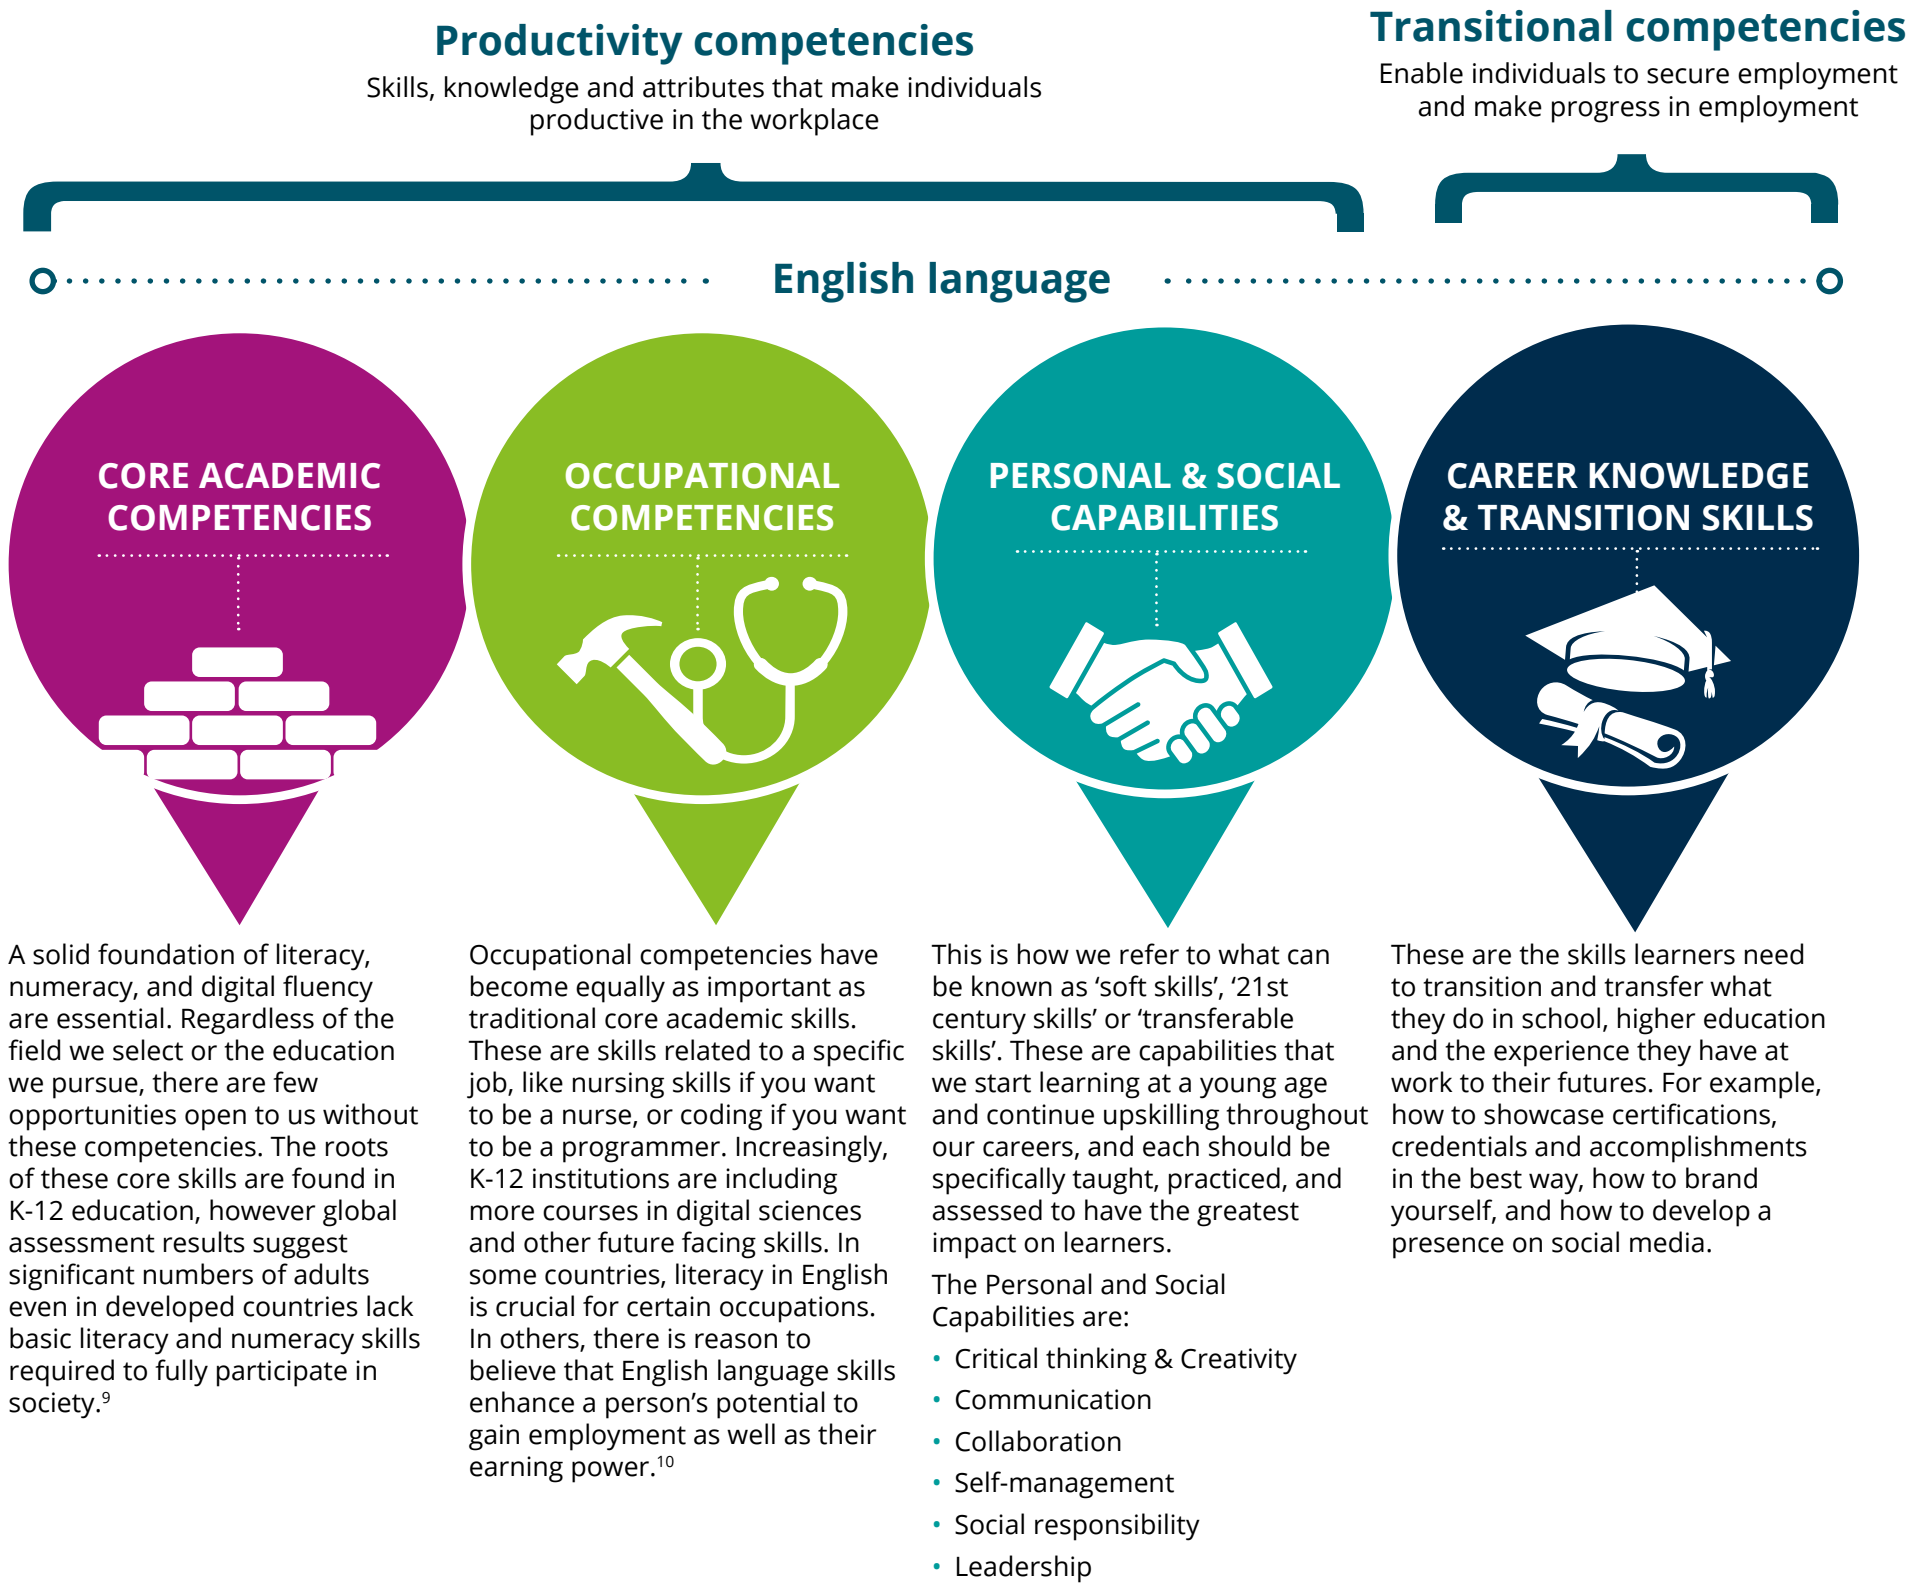 Productivity competencies
Skills, knowledge and attributes that make individuals
productive in the workplace
Transitional competencies
Enable individuals to secure employment
and make progress in employment
English language
CORE ACADEMIC
COMPETENCIES
OCCUPATIONAL
COMPETENCIES
PERSONAL & SOCIAL
CAPABILITIES
CAREER KNOWLEDGE
& TRANSITION SKILLS
A solid foundation of literacy,
numeracy, and digital fluency
are essential. Regardless of the
field we select or the education
we pursue, there are few
opportunities open to us without
these competencies. The roots
of these core skills are found in
K-12 education, however global
assessment results suggest
significant numbers of adults
even in developed countries lack
basic literacy and numeracy skills
required to fully participate in
society.⁹
Occupational competencies have
become equally as important as
traditional core academic skills.
These are skills related to a specific
job, like nursing skills if you want
to be a nurse, or coding if you want
to be a programmer. Increasingly,
K-12 institutions are including
more courses in digital sciences
and other future facing skills. In
some countries, literacy in English
is crucial for certain occupations.
In others, there is reason to
believe that English language skills
enhance a person’s potential to
gain employment as well as their
earning power.¹⁰
This is how we refer to what can
be known as ‘soft skills’, ‘21st
century skills’ or ‘transferable
skills’. These are capabilities that
we start learning at a young age
and continue upskilling throughout
our careers, and each should be
specifically taught, practiced, and
assessed to have the greatest
impact on learners.
The Personal and Social
Capabilities are:
• Critical thinking & Creativity
• Communication
• Collaboration
• Self-management
• Social responsibility
• Leadership
These are the skills learners need
to transition and transfer what
they do in school, higher education
and the experience they have at
work to their futures. For example,
how to showcase certifications,
credentials and accomplishments
in the best way, how to brand
yourself, and how to develop a
presence on social media.